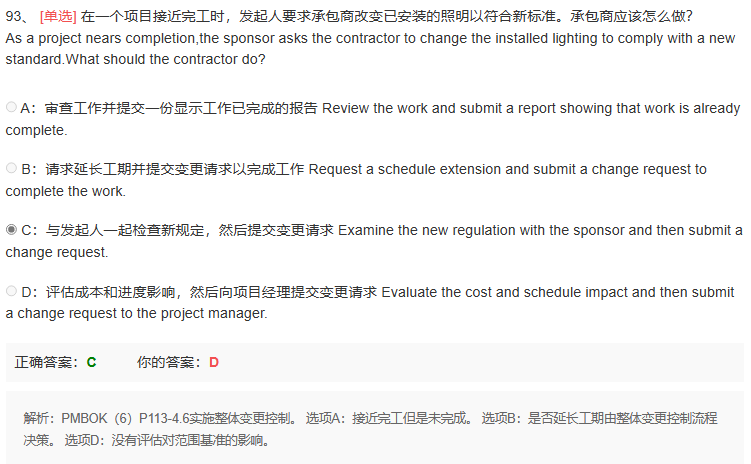 93、 [单选] 在一个项目接近完工时，发起人要求承包商改变已安装的照明以符合新标准。承包商应该怎么做?
As a project nears completion,the sponsor asks the contractor to change the installed lighting to comply with a new
standard.What should the contractor do?
A：审查工作并提交一份显示工作已完成的报告 Review the work and submit a report showing that work is already
complete.
B：请求延长工期并提交变更请求以完成工作 Request a schedule extension and submit a change request to
complete the work.
C：与发起人一起检查新规定，然后提交变更请求 Examine the new regulation with the sponsor and then submit a
change request.
D：评估成本和进度影响，然后向项目经理提交变更请求 Evaluate the cost and schedule impact and then submit
a change request to the project manager.
正确答案：C 你的答案：D
解析：PMBOK（6）P113-4.6实施整体变更控制。 选项A：接近完工但是未完成。 选项B：是否延长工期由整体变更控制流程
决策。 选项D：没有评估对范围基准的影响。